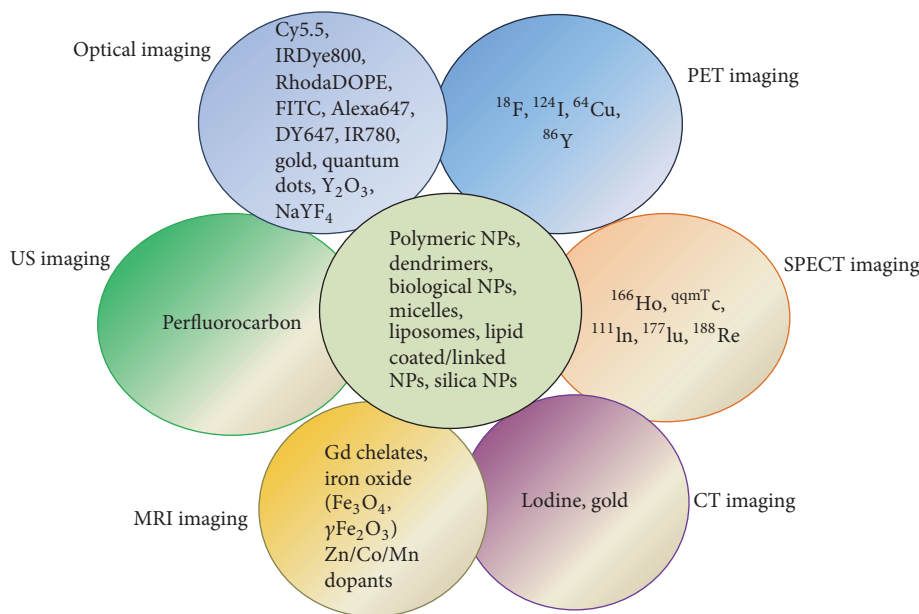 Optical imaging
Cy5.5,
IRDye800,
RhodaDOPE,
FITC, Alexa647,
DY647, IR780,
gold, quantum
dots, Y₂O₃,
NaYF₄
PET imaging
¹⁸F, ¹²⁴I, ⁶⁴Cu,
⁸⁶Y
US imaging
Perfluorocarbon
Polymeric NPs,
dendrimers,
biological NPs,
micelles,
liposomes, lipid
coated/linked
NPs, silica NPs
SPECT imaging
¹⁶⁶Ho, qqmTc,
¹¹¹ln, ¹⁷⁷lu, ¹⁸⁸Re
MRI imaging
Gd chelates,
iron oxide
(Fe₃O₄,
γFe₂O₃)
Zn/Co/Mn
dopants
Lodine, gold
CT imaging